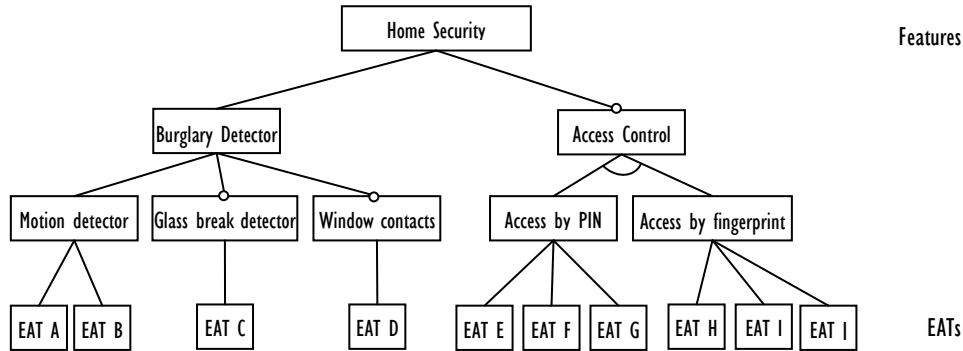 Home Security
Features
Burglary Detector
Access Control
Motion detector
Glass break detector
Window contacts
Access by PIN
Access by fingerprint
EAT A
EAT B
EAT C
EAT D
EAT E
EAT F
EAT G
EAT H
EAT I
EAT I
EATs